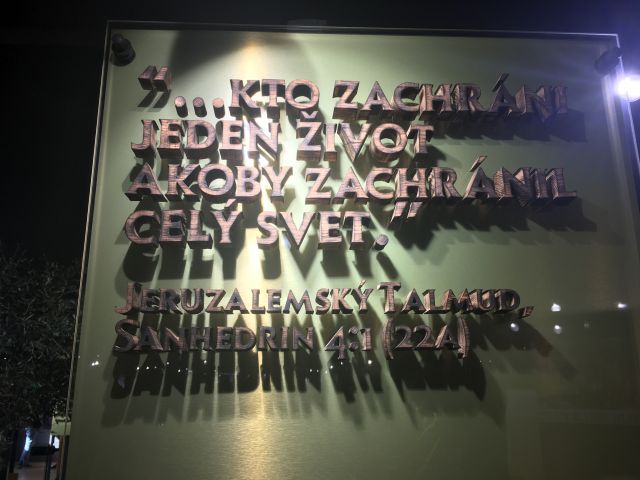 “...KTO ZACHRÁNI
JEDEN ŽIVOT
AKOBY ZACHRÁNIL
CELÝ SVET.”
JERUZALEMSKÝ TALMUD,
SANHEDRIN 4:1 (22A)